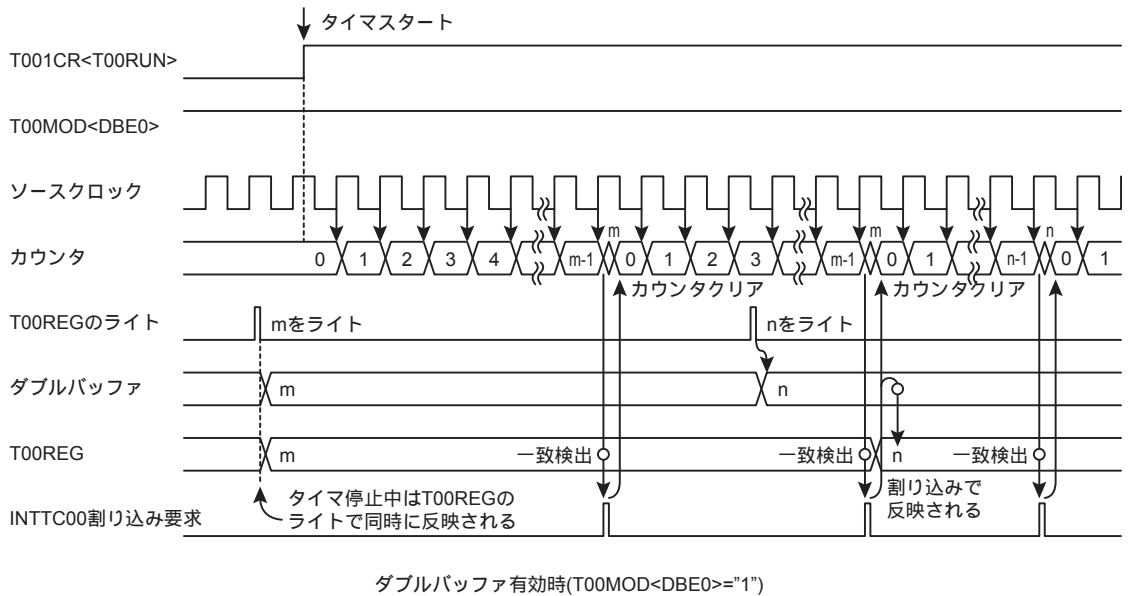 タイマスタート
T001CR<T00RUN>
T00MOD<DBE0>
ソースクロック
カウンタ
0 1 2 3 4 m-1 m 0 1 2 3 m-1 m 0 1 n-1 n 0 1
カウンタクリア カウンタクリア
T00REGのライト
mをライト nをライト
ダブルバッファ
m n
T00REG
m 一致検出 一致検出 n 一致検出
INTTC00割り込み要求
タイマ停止中はT00REGの
ライトで同時に反映される
割り込みで
反映される
ダブルバッファ有効時(T00MOD<DBE0>=”1”)